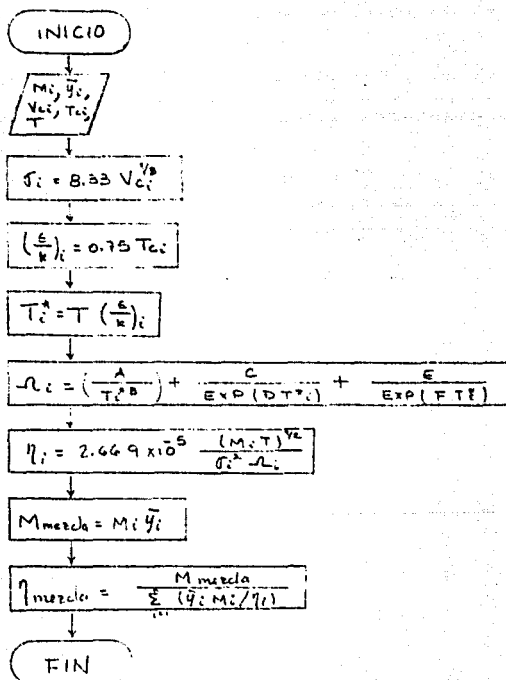 INICIO
Mi, ȳi,
Vci, Tci,
T
σi = 8.33 Vci^1/3
(ε/k)i = 0.75 Tci
Ti* = T (ε/k)i
Ωi = (A / Ti*^B) + C / EXP(D T*i) + E / EXP(F T*i)
ηi = 2.669 x10^-5 (Mi T)^1/2 / σi² Ωi
Mmezcla = Mi ȳi
ηmezcla = Mmezcla / Σ i=1 (ȳi Mi/ηi)
FIN